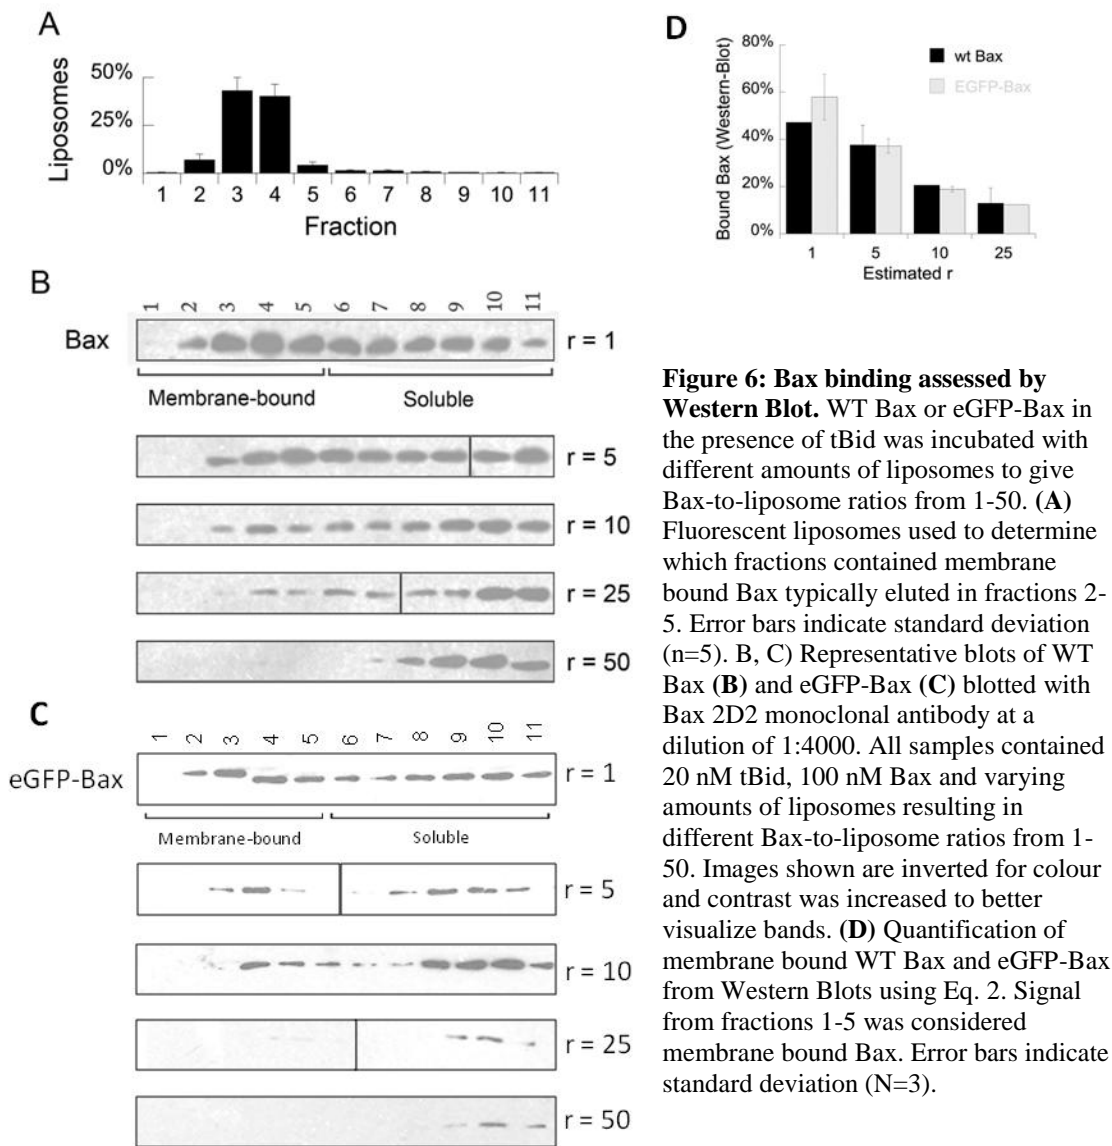 A
Liposomes
50%
25%
0%
1 2 3 4 5 6 7 8 9 10 11
Fraction
D
Bound Bax (Western-Blot)
80%
60%
40%
20%
0%
wt Bax
EGFP-Bax
1 5 10 25
Estimated r
B
1 2 3 4 5 6 7 8 9 10 11
Bax
r = 1
Membrane-bound Soluble
r = 5
r = 10
r = 25
r = 50
C
1 2 3 4 5 6 7 8 9 10 11
eGFP-Bax
r = 1
Membrane-bound Soluble
r = 5
r = 10
r = 25
r = 50
Figure 6: Bax binding assessed by
Western Blot. WT Bax or eGFP-Bax in
the presence of tBid was incubated with
different amounts of liposomes to give
Bax-to-liposome ratios from 1-50. (A)
Fluorescent liposomes used to determine
which fractions contained membrane
bound Bax typically eluted in fractions 2-
5. Error bars indicate standard deviation
(n=5). B, C) Representative blots of WT
Bax (B) and eGFP-Bax (C) blotted with
Bax 2D2 monoclonal antibody at a
dilution of 1:4000. All samples contained
20 nM tBid, 100 nM Bax and varying
amounts of liposomes resulting in
different Bax-to-liposome ratios from 1-
50. Images shown are inverted for colour
and contrast was increased to better
visualize bands. (D) Quantification of
membrane bound WT Bax and eGFP-Bax
from Western Blots using Eq. 2. Signal
from fractions 1-5 was considered
membrane bound Bax. Error bars indicate
standard deviation (N=3).